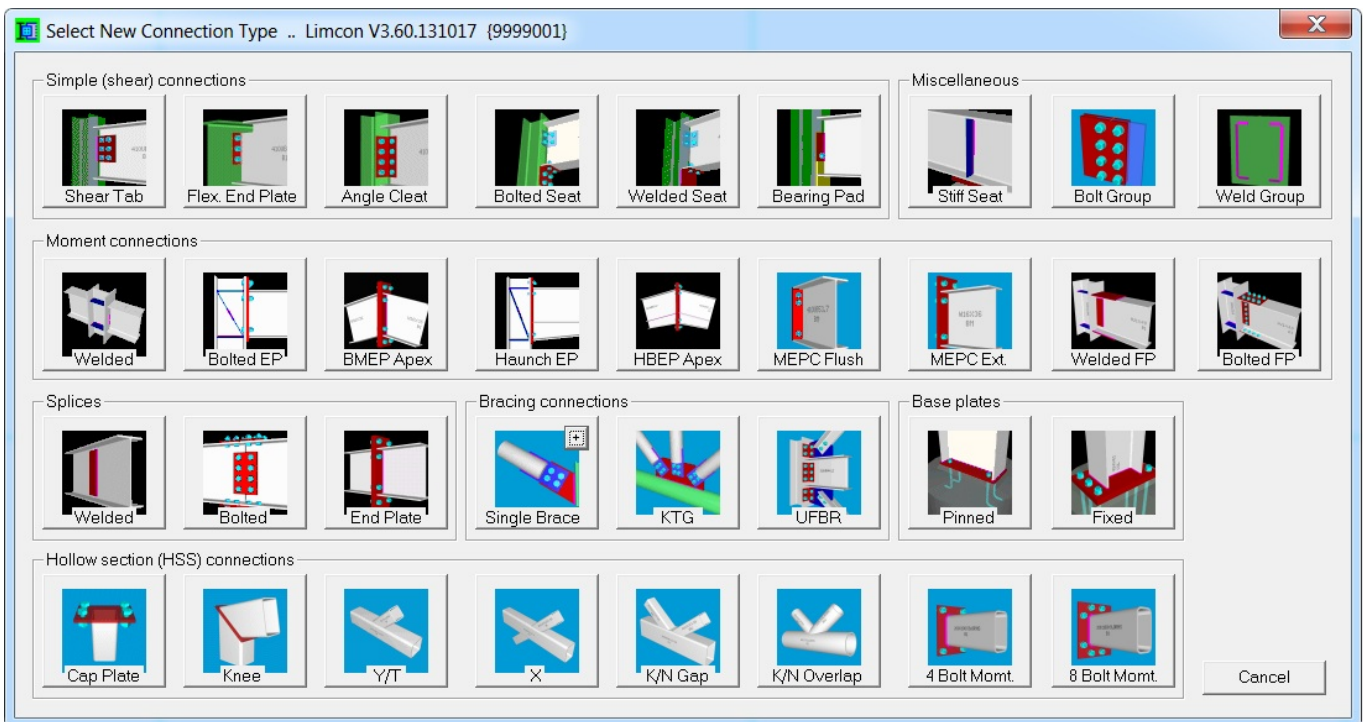 Select New Connection Type .. Limcon V3.60.131017 {9999001}
Simple (shear) connections
Shear Tab
Flex. End Plate
Angle Cleat
Bolted Seat
Welded Seat
Bearing Pad
Miscellaneous
Stiff Seat
Bolt Group
Weld Group
Moment connections
Welded
Bolted EP
BMEP Apex
Haunch EP
HBEP Apex
MEPC Flush
MEPC Ext.
Welded FP
Bolted FP
Splices
Welded
Bolted
End Plate
Bracing connections
+
Single Brace
KTG
UFBR
Base plates
Pinned
Fixed
Hollow section (HSS) connections
Cap Plate
Knee
Y/T
X
K/N Gap
K/N Overlap
4 Bolt Momt.
8 Bolt Momt.
Cancel